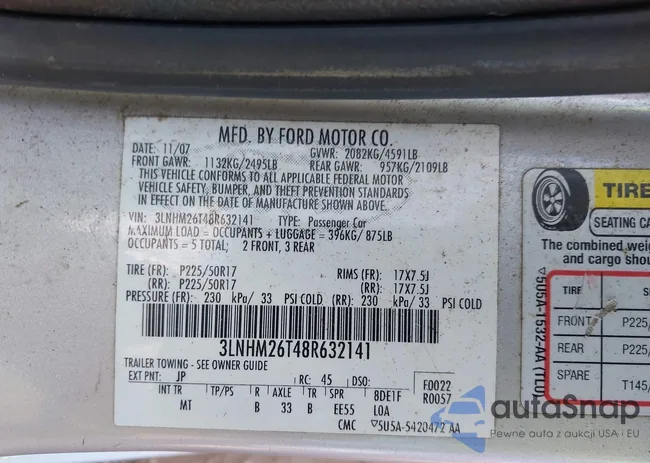 MFD. BY FORD MOTOR CO.
DATE: 11/07 GVWR: 2082KG/4591LB
FRONT GAWR: 1132KG/2495LB REAR GAWR: 957KG/2109LB
THIS VEHICLE CONFORMS TO ALL APPLICABLE FEDERAL MOTOR
VEHICLE SAFETY, BUMPER, AND THEFT PREVENTION STANDARDS
IN EFFECT ON THE DATE OF MANUFACTURE SHOWN ABOVE.
VIN: 3LNHM26T48R632141 TYPE: Passenger Car
MAXIMUM LOAD = OCCUPANTS + LUGGAGE = 396KG/ 875LB
OCCUPANTS = 5 TOTAL; 2 FRONT, 3 REAR
TIRE (FR): P225/50R17 RIMS (FR): 17X7.5J
(RR): P225/50R17 (RR): 17X7.5J
PRESSURE (FR): 230 kPa/ 33 PSI COLD (RR): 230 kPa/ 33 PSI COLD
3LNHM26T48R632141
TRAILER TOWING - SEE OWNER GUIDE
EXT PNT: JP RC: 45 DSO: F0022
INT TR TP/PS R AXLE TR SPR 8DE1F R0057
MT B 33 B EE55 LOA
CMC ▽5U5A-5420472 AA
▽5U5A-1532-AA (TLD)
TIRE
SEATING CA
The combined weig
and cargo shou
TIRE S
FRONT P225/
REAR P225/
SPARE T145/
autoSnap
Pewne auta z aukcji USA i EU